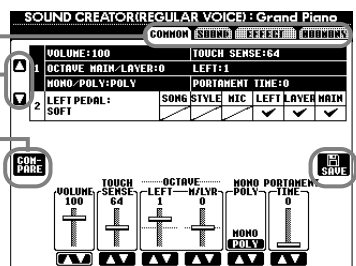 SOUND CREATOR(REGULAR VOICE): Grand Piano
COMMON SOUND EFFECT HARMONY
VOLUME:100 TOUCH SENSE:64
1 OCTAVE MAIN/LAYER:0 LEFT:1
MONO/POLY:POLY PORTAMENT TIME:0
2 LEFT PEDAL: SONG STYLE MIC LEFT LAYER MAIN
SOFT
COM-
PARE
SAVE
TOUCH OCTAVE MONO PORTAMENT
VOLUME SENSE LEFT M/LYR POLY TIME
100 64 1 0 0
MONO
POLY